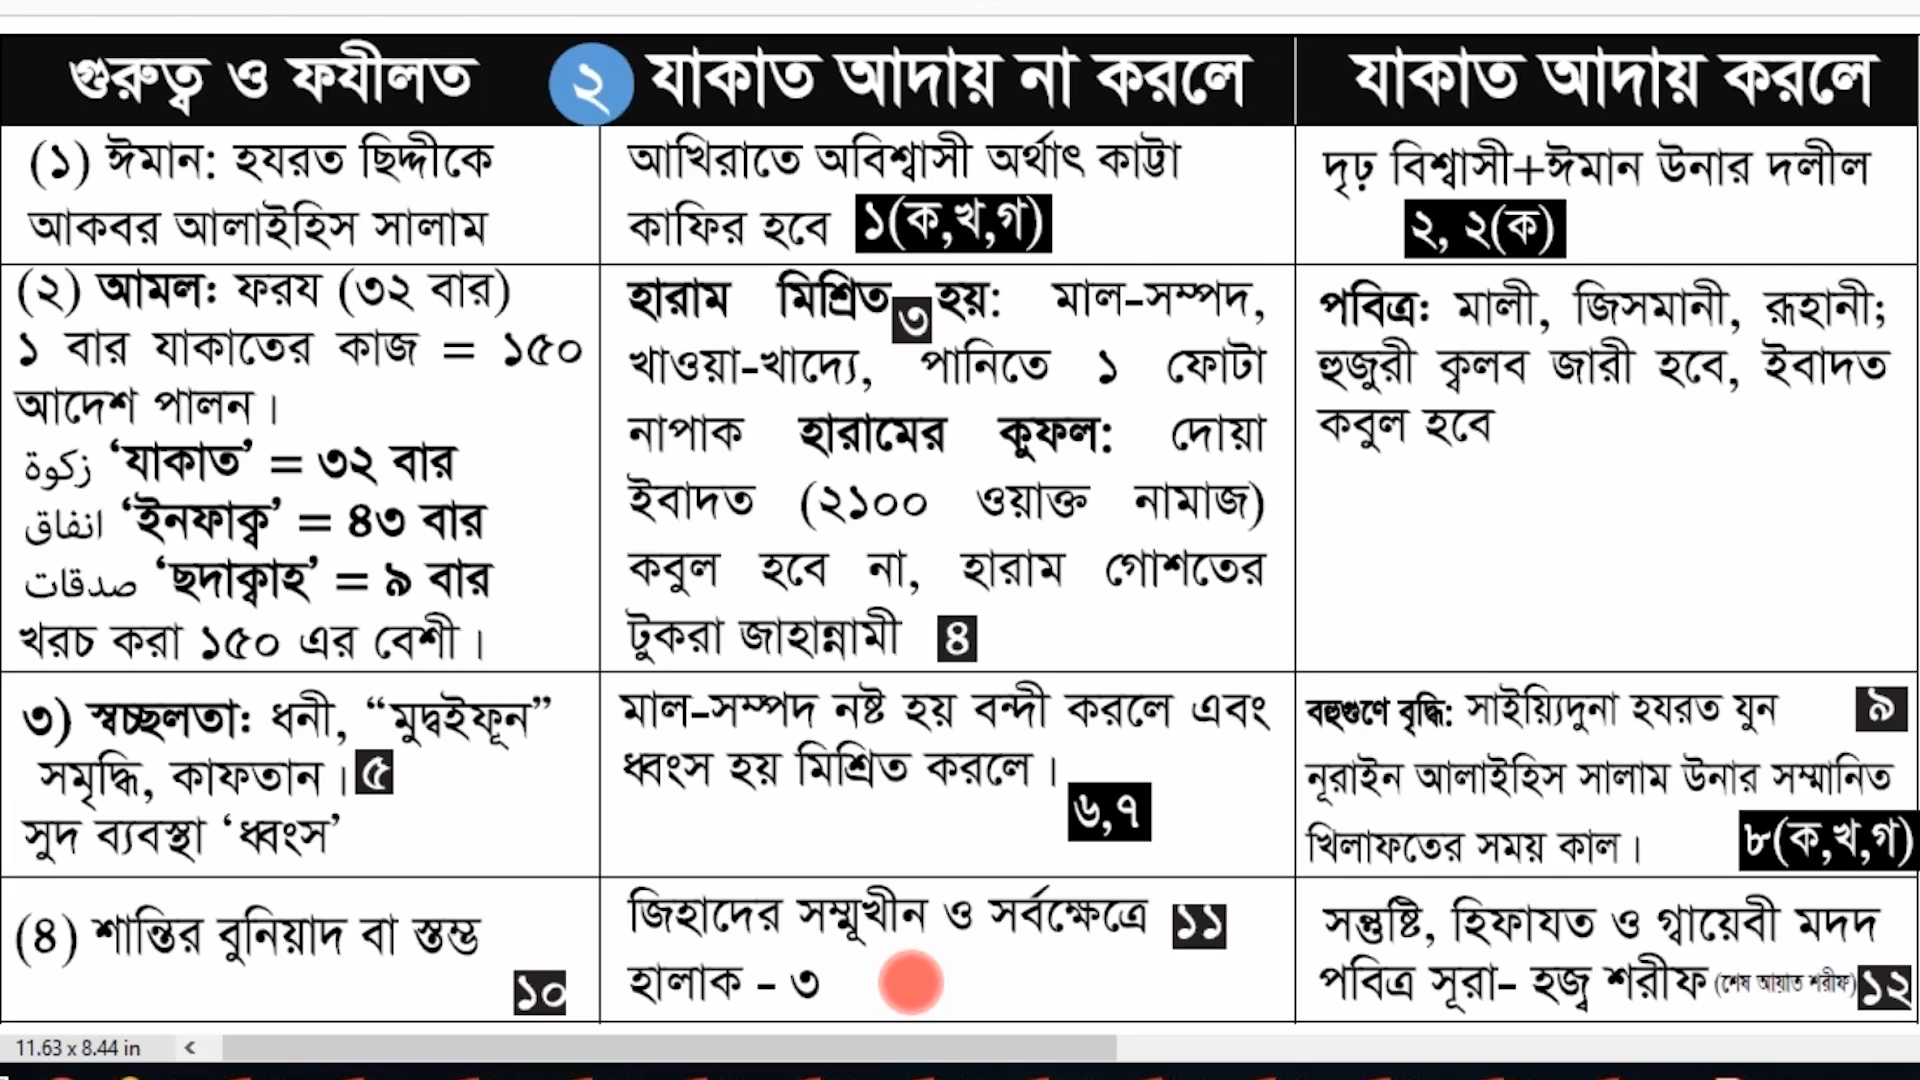 গুরুত্ব ও ফযীলত
২ যাকাত আদায় না করলে
যাকাত আদায় করলে
(১) ঈমান: হযরত ছিদ্দীকে
আকবর আলাইহিস সালাম
আখিরাতে অবিশ্বাসী অর্থাৎ কাট্টা
কাফির হবে ১(ক,খ,গ)
দৃঢ় বিশ্বাসী+ঈমান উনার দলীল
২, ২(ক)
(২) আমল: ফরয (৩২ বার)
১ বার যাকাতের কাজ = ১৫০
আদেশ পালন।
زكوة ‘যাকাত’ = ৩২ বার
انفاق ‘ইনফাক্ব’ = ৪৩ বার
صدقات ‘ছদাক্বাহ’ = ৯ বার
খরচ করা ১৫০ এর বেশী।
হারাম মিশ্রিত ৩ হয়: মাল-সম্পদ,
খাওয়া-খাদ্যে, পানিতে ১ ফোটা
নাপাক হারামের কুফল: দোয়া
ইবাদত (২১০০ ওয়াক্ত নামাজ)
কবুল হবে না, হারাম গোশতের
টুকরা জাহান্নামী ৪
পবিত্র: মালী, জিসমানী, রূহানী;
হুজুরী ক্বলব জারী হবে, ইবাদত
কবুল হবে
৩) স্বচ্ছলতা: ধনী, “মুদ্বইফূন”
সমৃদ্ধি, কাফতান। ৫
সুদ ব্যবস্থা ‘ধ্বংস’
মাল-সম্পদ নষ্ট হয় বন্দী করলে এবং
ধ্বংস হয় মিশ্রিত করলে।
৬,৭
বহুগুণে বৃদ্ধি: সাইয়্যিদুনা হযরত যুন ৯
নূরাইন আলাইহিস সালাম উনার সম্মানিত
খিলাফতের সময় কাল। ৮(ক,খ,গ)
(৪) শান্তির বুনিয়াদ বা স্তম্ভ
১০
জিহাদের সম্মূখীন ও সর্বক্ষেত্রে ১১
হালাক - ৩
সন্তুষ্টি, হিফাযত ও গ্বায়েবী মদদ
পবিত্র সূরা- হজ্ব শরীফ (শেষ আয়াত শরীফ) ১২
11.63 x 8.44 in